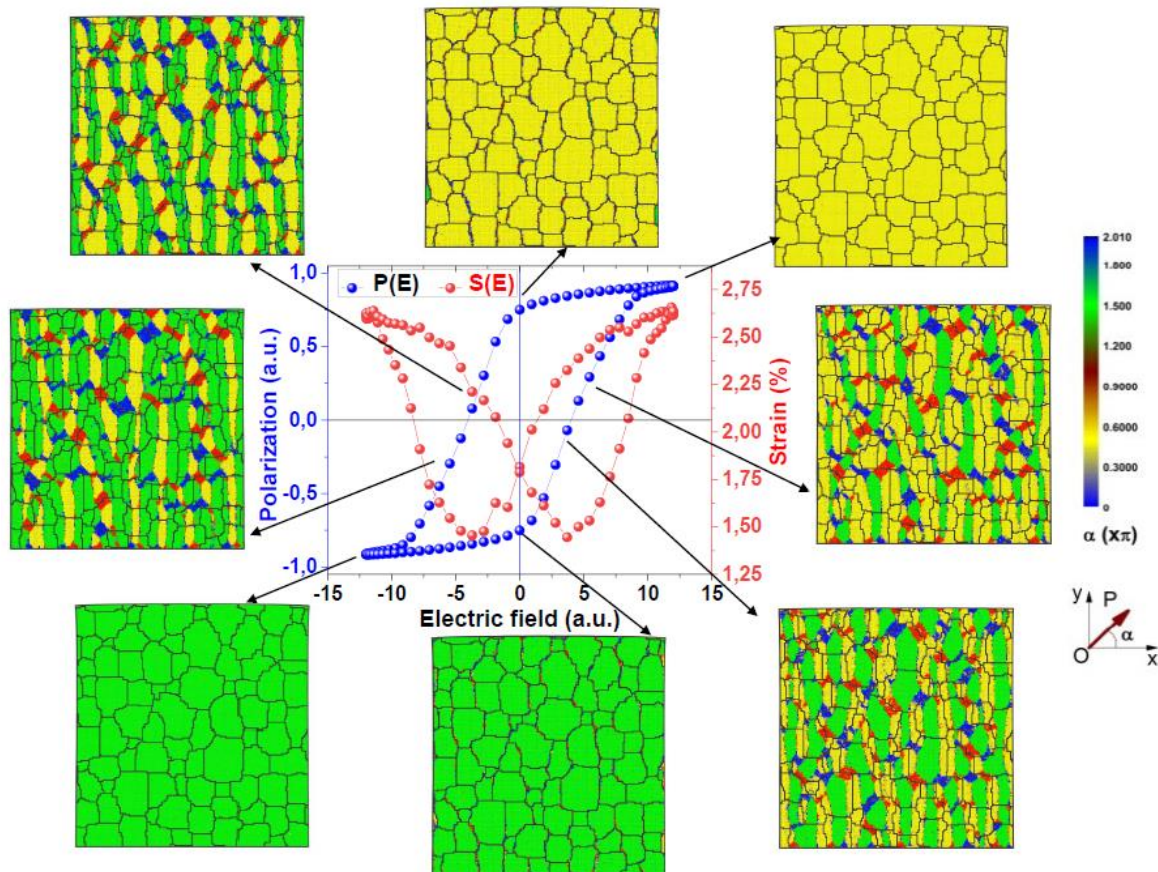 P(E) S(E)
Polarization (a.u.)
1,0
0,5
0,0
-0,5
-1,0
2,75
2,50
2,25
2,00
1,75
1,50
1,25
Strain (%)
-15 -10 -5 0 5 10 15
Electric field (a.u.)
2.010
1.800
1.500
1.200
0.9000
0.6000
0.3000
0
α (xπ)
y P
α
O x